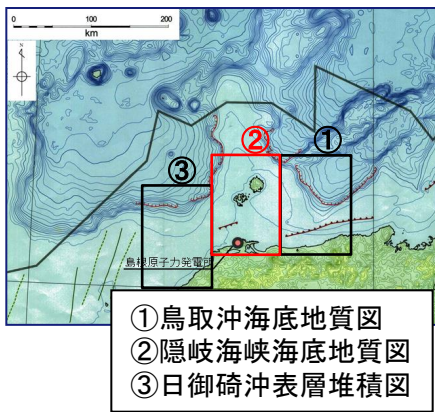 0 100 200
km
N
①
②
③
島根原子力発電所
①鳥取沖海底地質図
②隠岐海峡海底地質図
③日御碕沖表層堆積図